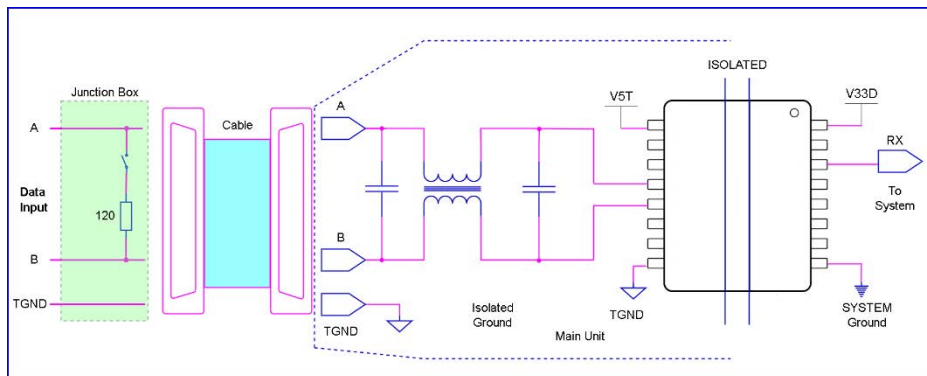 ISOLATED
Junction Box
Cable
A
A
V5T
V33D
RX
To
System
Data
Input
120
B
B
TGND
TGND
Isolated
Ground
Main Unit
TGND
SYSTEM
Ground